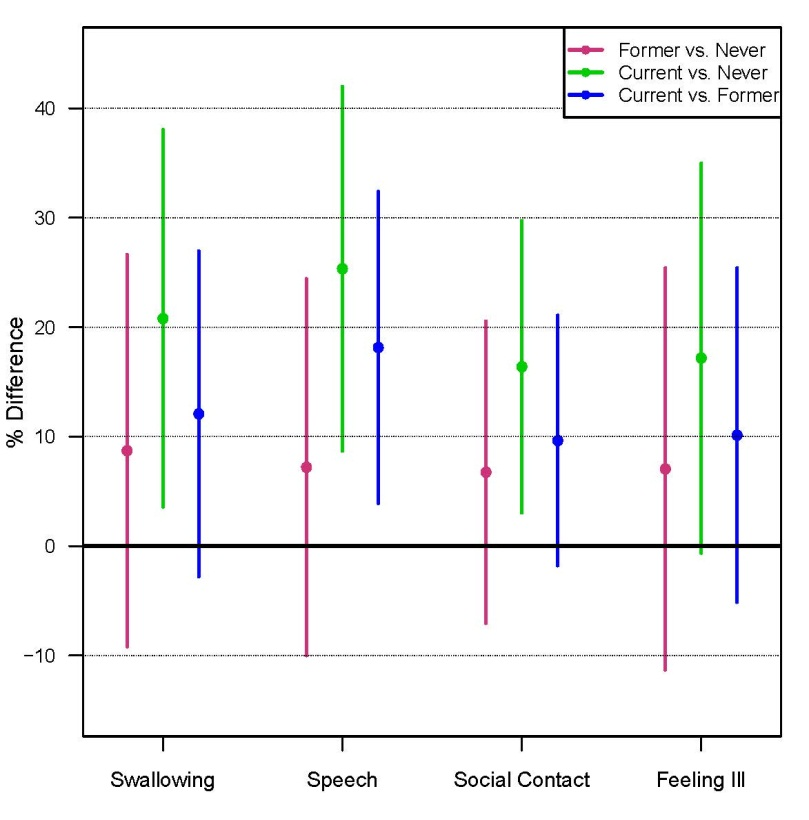 Former vs. Never
Current vs. Never
Current vs. Former
40
30
20
10
0
−10
% Difference
Swallowing Speech Social Contact Feeling Ill